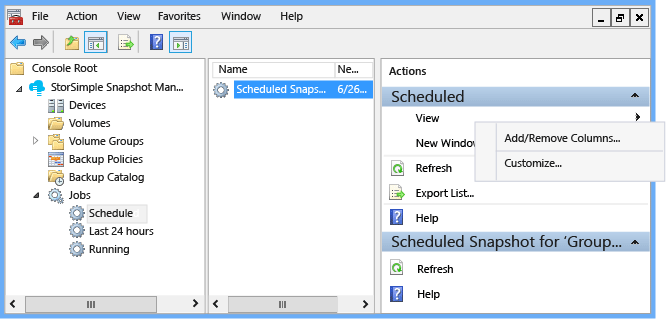 File Action View Favorites Window Help
Console Root
StorSimple Snapshot Man...
Devices
Volumes
Volume Groups
Backup Policies
Backup Catalog
Jobs
Schedule
Last 24 hours
Running
Name Ne...
Scheduled Snaps... 6/26...
Actions
Scheduled
View
New Window
Refresh
Export List...
Help
Add/Remove Columns...
Customize...
Scheduled Snapshot for ‘Group...
Refresh
Help